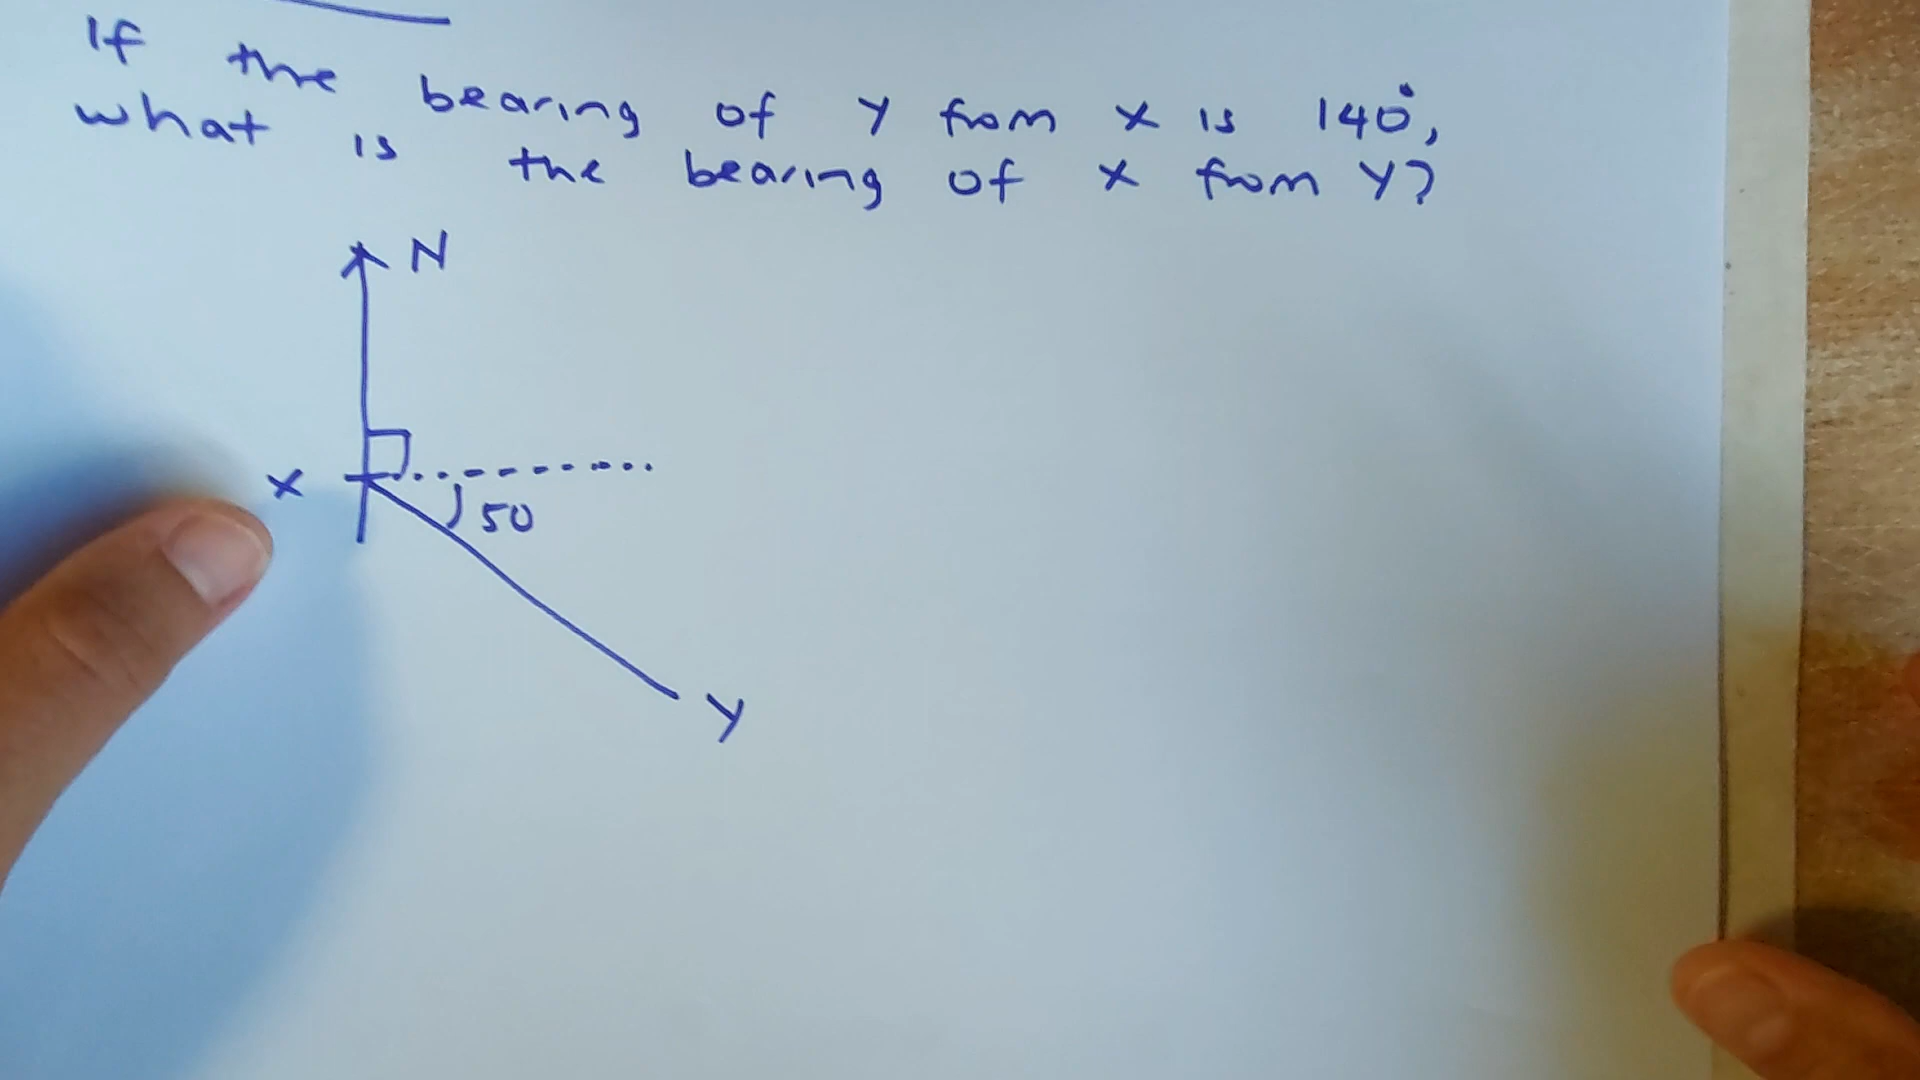 If the bearing of Y from X is 140°,
what is the bearing of X from Y?
N
X
50
Y